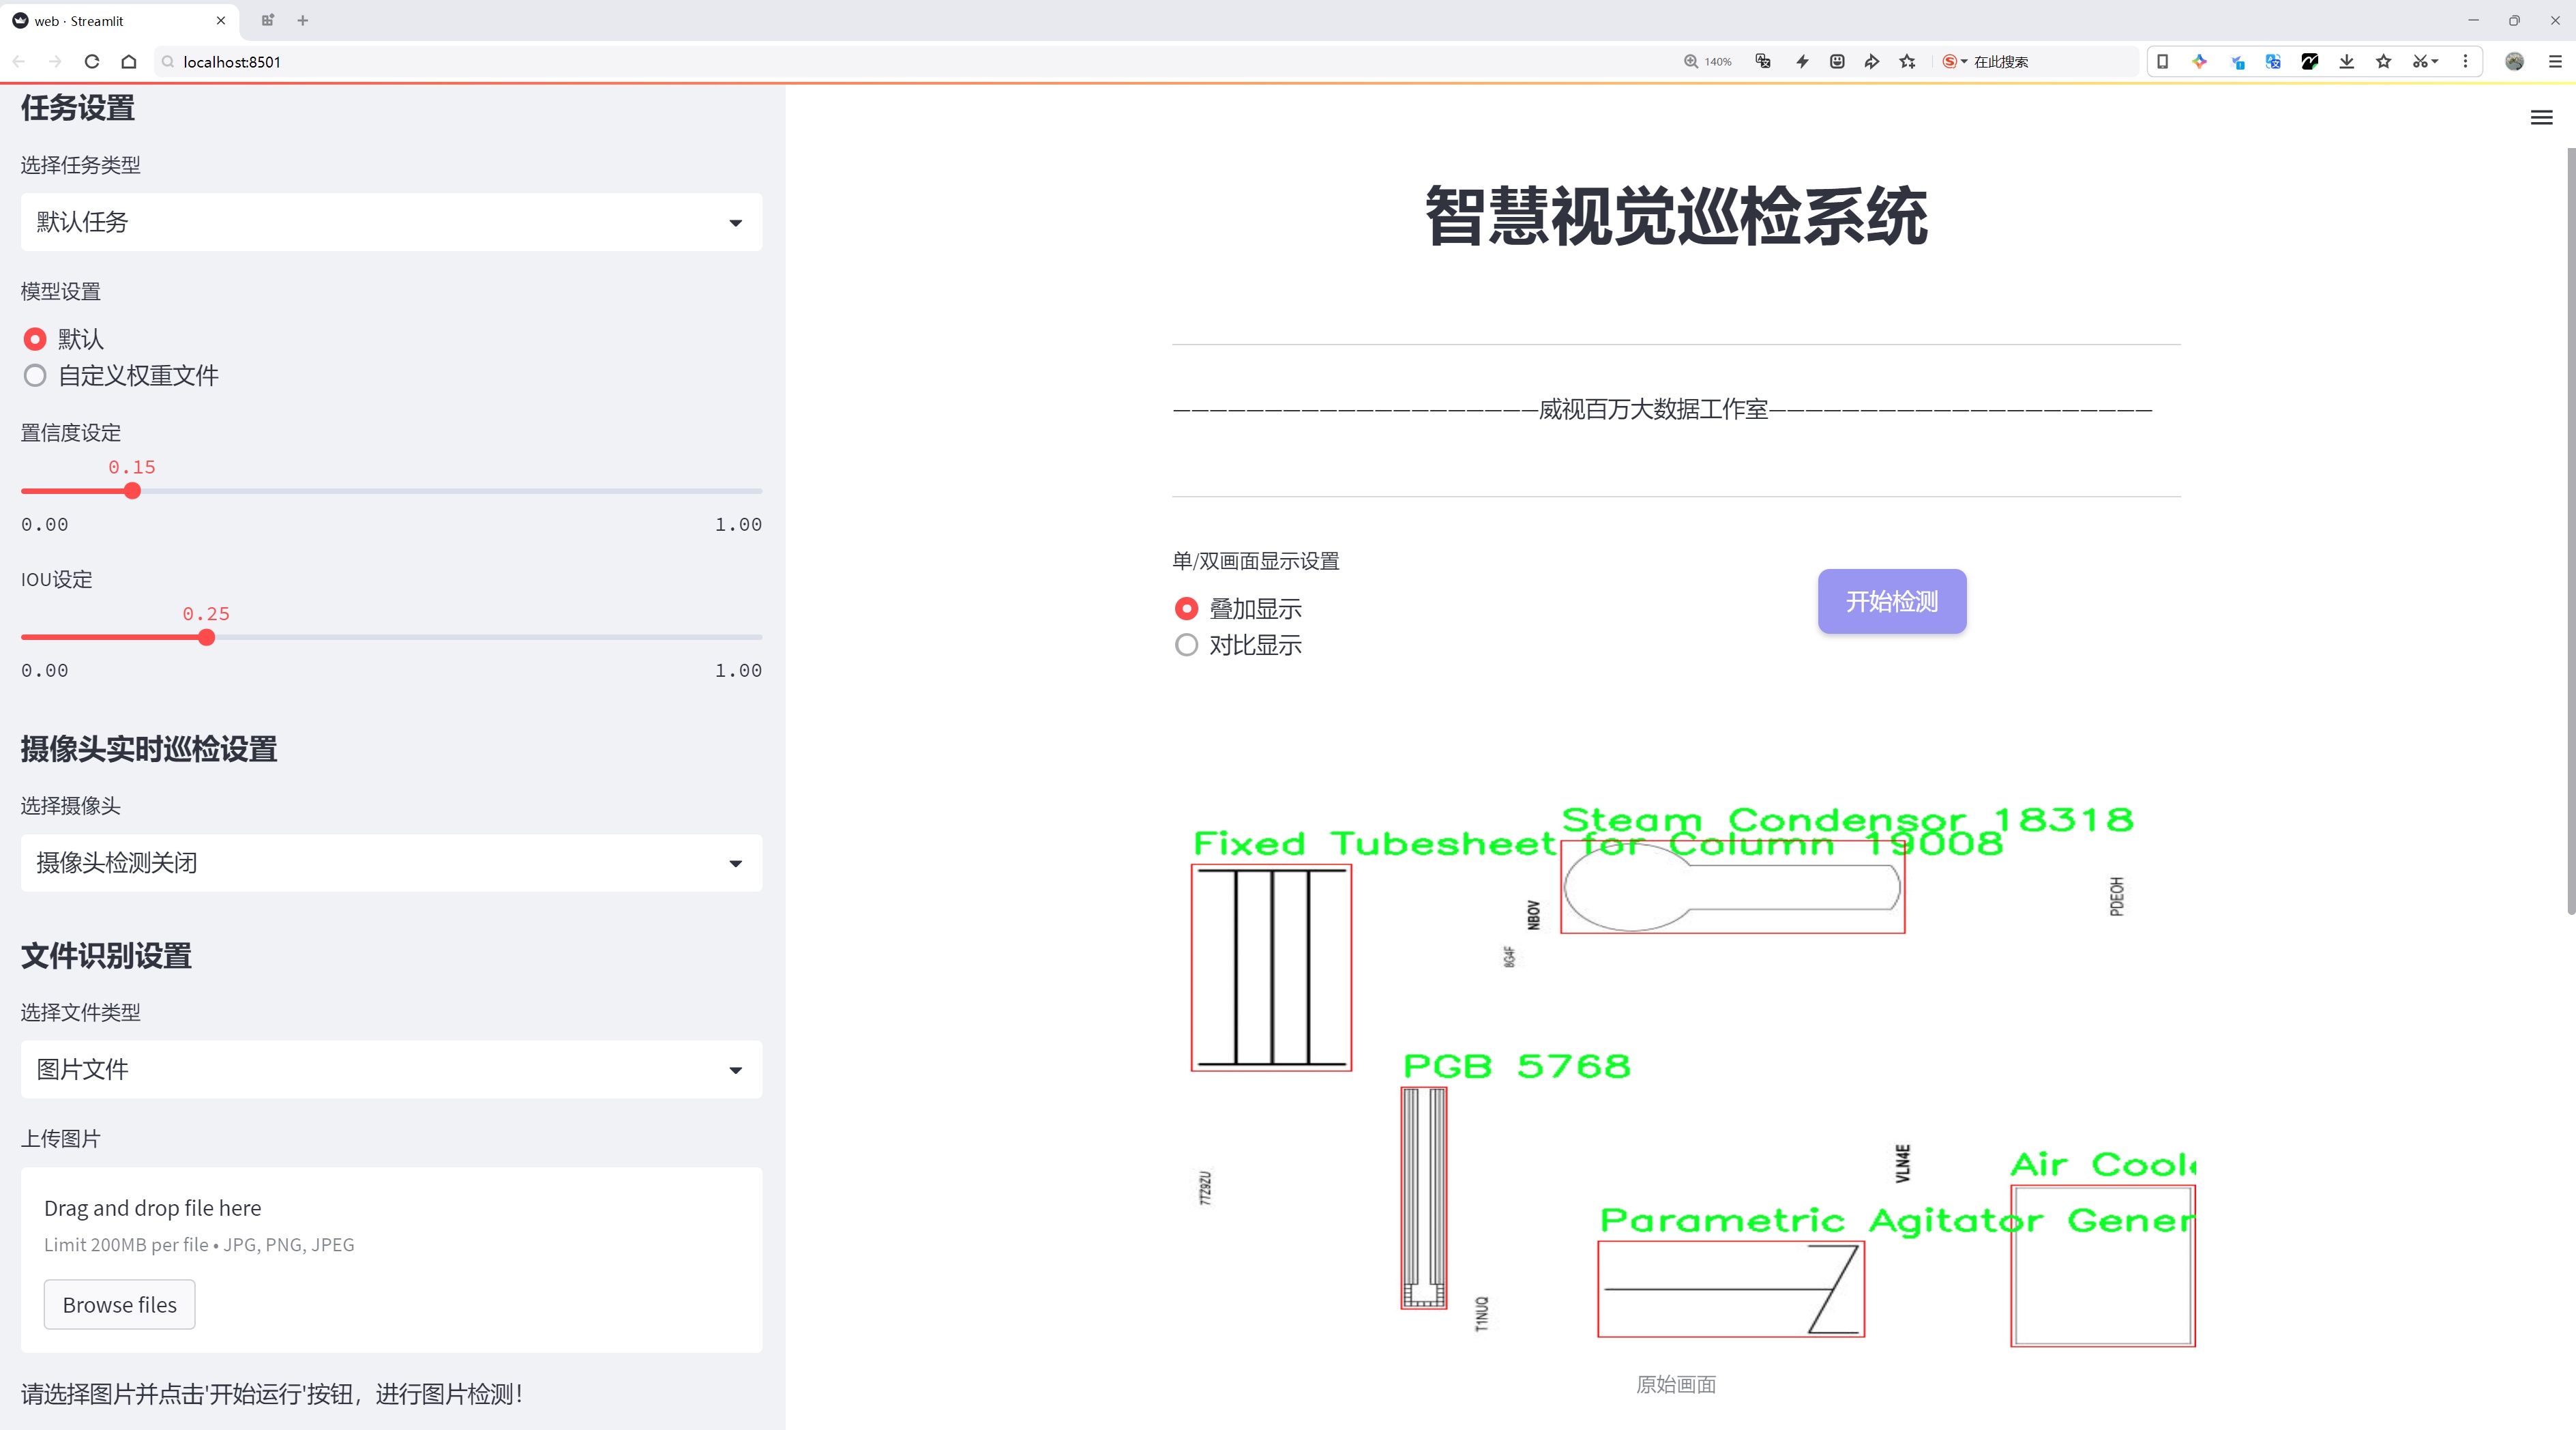 web · Streamlit
localhost:8501
140%
在此搜索
任务设置
选择任务类型
默认任务
模型设置
默认
自定义权重文件
置信度设定
0.15
0.00
1.00
IOU设定
0.25
0.00
1.00
摄像头实时巡检设置
选择摄像头
摄像头检测关闭
文件识别设置
选择文件类型
图片文件
上传图片
Drag and drop file here
Limit 200MB per file • JPG, PNG, JPEG
Browse files
请选择图片并点击'开始运行'按钮，进行图片检测！
智慧视觉巡检系统
————————————————————威视百万大数据工作室—————————————————————
单/双画面显示设置
叠加显示
对比显示
开始检测
Steam Condensor 18318
Fixed Tubesheet for Column 19008
NBOV
PDEOH
8G4F
PGB 5768
7TZ9ZU
VLN4E
Air Coole
Parametric Agitator Gener
T1NUQ
原始画面